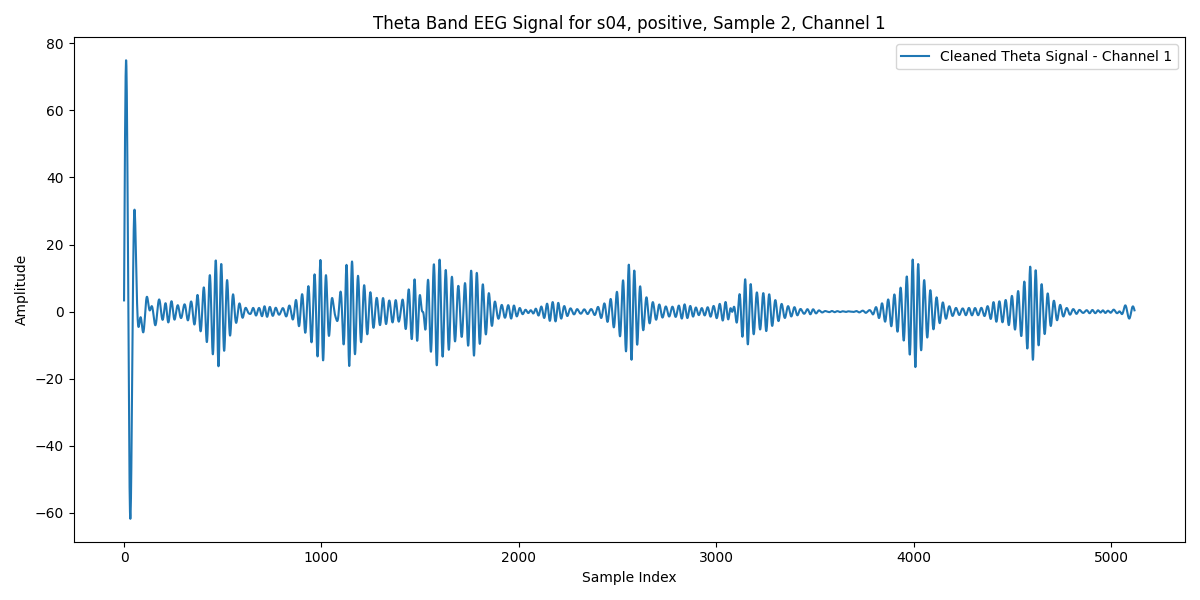 Theta Band EEG Signal for s04, positive, Sample 2, Channel 1
Cleaned Theta Signal - Channel 1
Amplitude
80
60
40
20
0
−20
−40
−60
0 1000 2000 3000 4000 5000
Sample Index